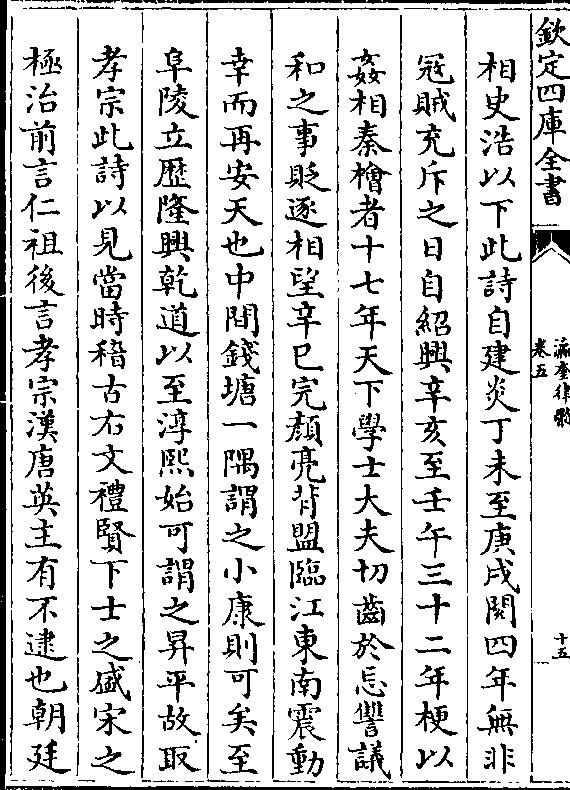 欽定四庫全書
瀛奎律髓
卷五
十五
相史浩以下此詩自建炎丁未至庚戌閱四年無非
冦賊充斥之日自紹興辛亥至壬午三十二年梗以
姦相秦檜者十七年天下學士大夫切齒於忘讐議
和之事貶逐相望辛巳完顔亮背盟臨江東南震動
幸而再安天也中間錢塘一隅謂之小康則可矣至
阜陵立歴隆興乾道以至淳熙始可謂之昇平故取
孝宗此詩以見當時稽古右文禮賢下士之盛宋之
極治前言仁祖後言孝宗漢唐英主有不逮也朝廷